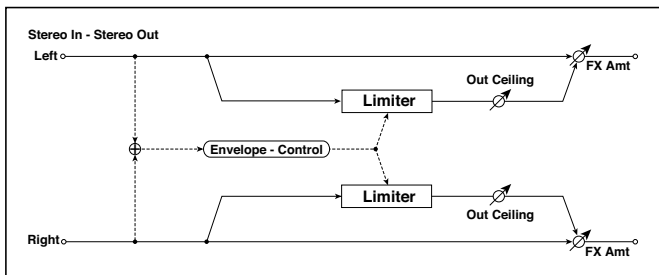 Stereo In - Stereo Out
Left
FX Amt
Out Ceiling
Limiter
Envelope - Control
Limiter
Out Ceiling
Right
FX Amt